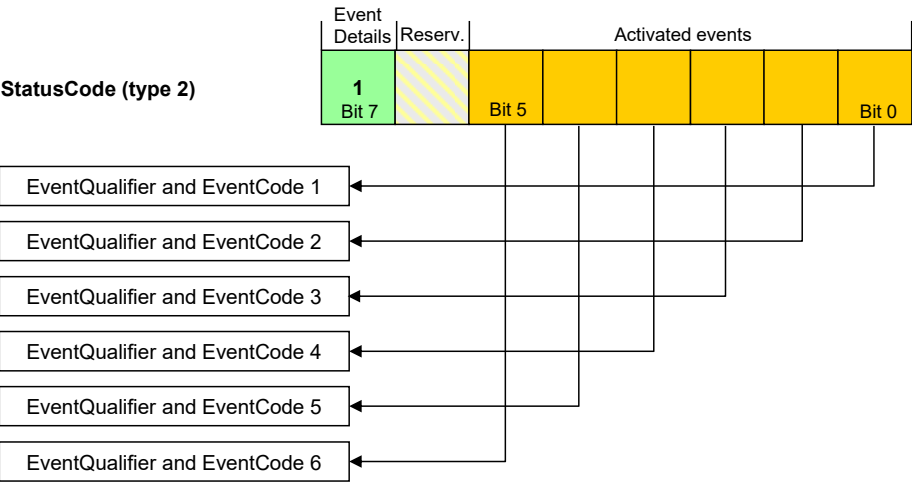 Event
Details
Reserv.
Activated events
StatusCode (type 2)
1
Bit 7
Bit 5
Bit 0
EventQualifier and EventCode 1
EventQualifier and EventCode 2
EventQualifier and EventCode 3
EventQualifier and EventCode 4
EventQualifier and EventCode 5
EventQualifier and EventCode 6